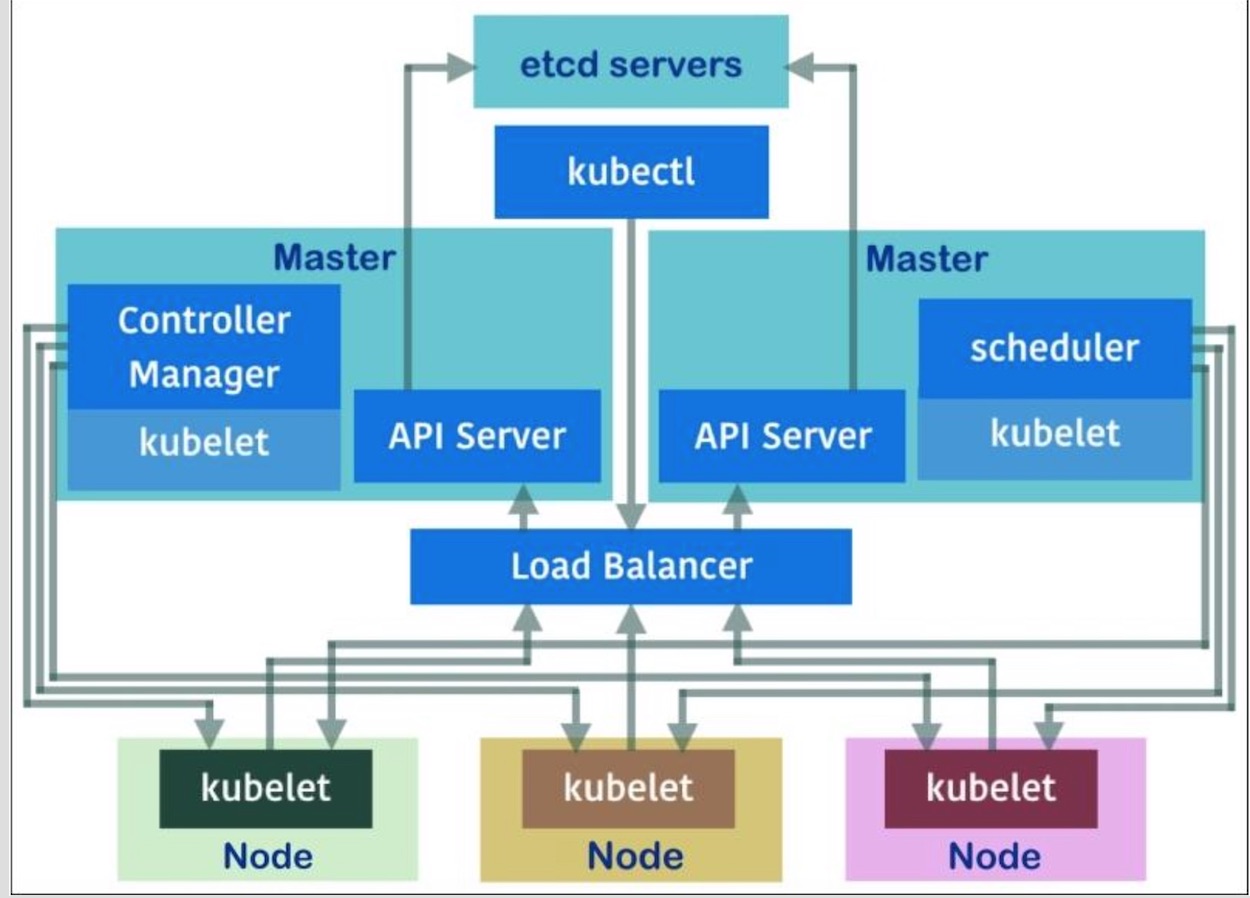 etcd servers
kubectl
Master
Controller
Manager
kubelet
API Server
Master
scheduler
kubelet
API Server
Load Balancer
kubelet
Node
kubelet
Node
kubelet
Node